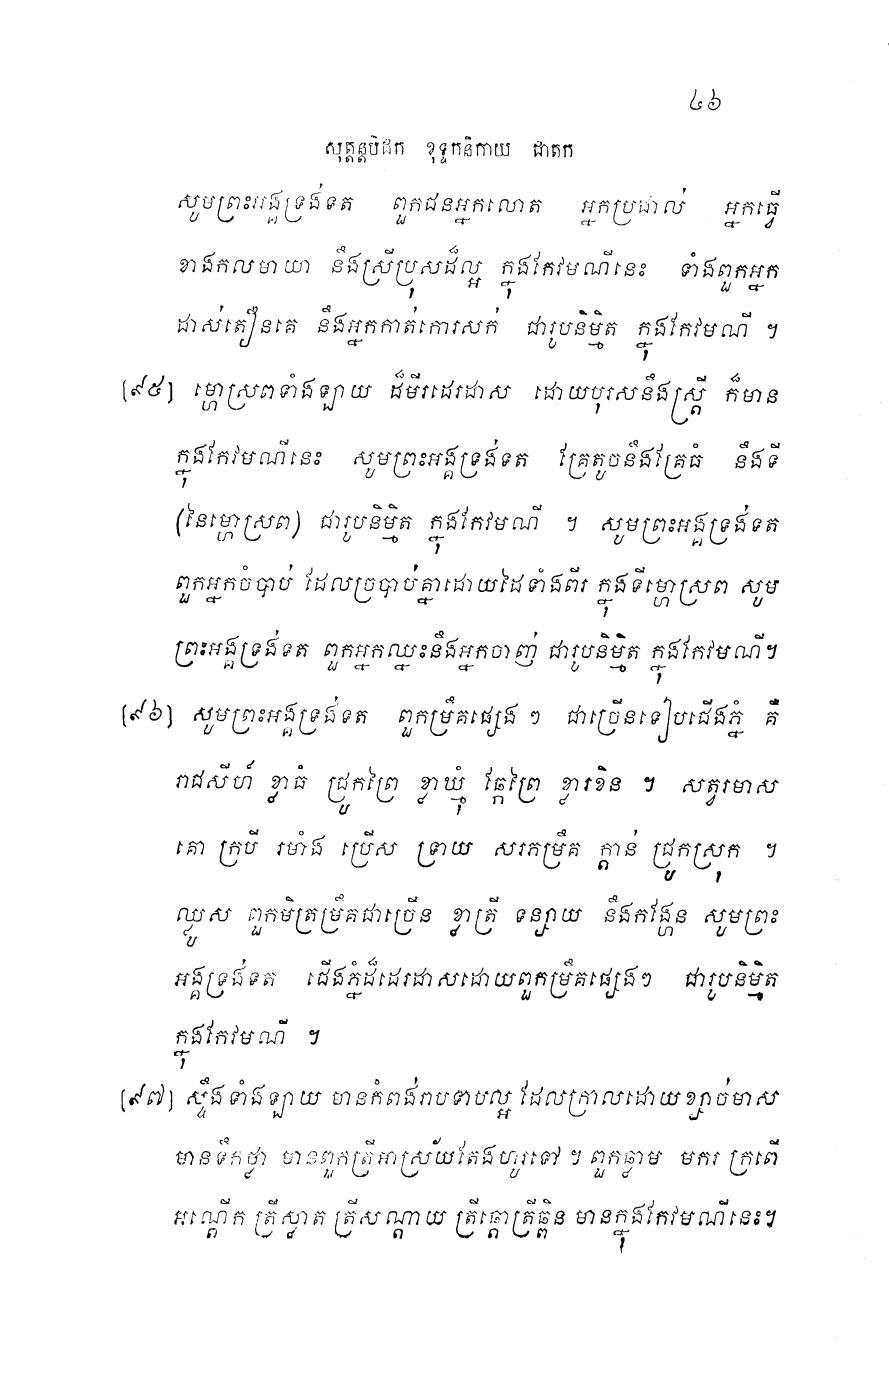 ៤៦
សុត្តន្តបិដក ខុទ្ទកនិកាយ ជាតក
សូមព្រះអង្គទ្រង់ទត ពួកជនអ្នកលោត អ្នកប្រដាល់ អ្នកធ្វើ
ខាងកលមាយា នឹងស្រីប្រុសដ៏ល្អ ក្នុងកែវមណីនេះ ទាំងពួកអ្នក
ដាស់តឿនគេ នឹងអ្នកកាត់កោរសក់ ជារូបនិម្មិត ក្នុងកែវមណី ។
[៩៥] ម្ហោស្រពទាំងឡាយ ដ៏មីរដេរដាស ដោយបុរសនឹងស្ត្រី ក៏មាន
ក្នុងកែវមណីនេះ សូមព្រះអង្គទ្រង់ទត គ្រែតូចនឹងគ្រែធំ នឹងទី
(នៃម្ហោស្រព) ជារូបនិម្មិត ក្នុងកែវមណី ។ សូមព្រះអង្គទ្រង់ទត
ពួកអ្នកចំបាប់ ដែលច្របាប់គ្នាដោយដៃទាំងពីរ ក្នុងទីម្ហោស្រព សូម
ព្រះអង្គទ្រង់ទត ពួកអ្នកឈ្នះនឹងអ្នកចាញ់ ជារូបនិម្មិត ក្នុងកែវមណី។
[៩៦] សូមព្រះអង្គទ្រង់ទត ពួកម្រឹគផ្សេង ៗ ជាច្រើនទៀបជើងភ្នំ គឺ
រាជសីហ៍ ខ្លាធំ ជ្រូកព្រៃ ខ្លាឃ្មុំ ឆ្កែព្រៃ ខ្លារខិន ។ សត្វរមាស
គោ ក្របី រមាំង ប្រើស ទ្រាយ សរភម្រឹគ ក្តាន់ ជ្រូកស្រុក ។
ឈ្លូស ពួកមិត្រម្រឹគជាច្រើន ខ្លាត្រី ទន្សាយ នឹងកង្ហែន សូមព្រះ
អង្គទ្រង់ទត ជើងភ្នំដ៏ដេរដាសដោយពួកម្រឹគផ្សេងៗ ជារូបនិម្មិត
ក្នុងកែវមណី ។
[៩៧] ស្ទឹងទាំងឡាយ មានកំពង់រាបទាបល្អ ដែលក្រាលដោយខ្សាច់មាស
មានទឹកថ្លា មានពួកត្រីអាស្រ័យតែងហូរទៅ ។ ពួកឆ្លាម មករ ក្រពើ
អណ្តើក ត្រីស្លាត ត្រីសណ្តាយ ត្រីផ្តោត្រីឆ្ពិន មានក្នុងកែវមណីនេះ។